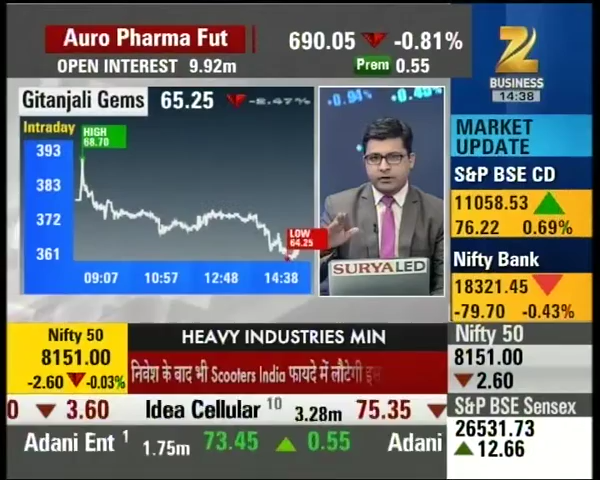 Auro Pharma Fut 690.05 -0.81%
OPEN INTEREST 9.92m Prem 0.55
Z
BUSINESS
14:38
Gitanjali Gems 65.25 -2.47%
Intraday
HIGH
68.70
393
383
372
361
LOW
64.25
09:07 10:57 12:48 14:38
-0.94%
SURYA LED
MARKET
UPDATE
S&P BSE CD
11058.53
76.22 0.69%
Nifty Bank
18321.45
-79.70 -0.43%
Nifty 50
8151.00
2.60
S&P BSE Sensex
26531.73
12.66
Nifty 50
8151.00
-2.60 -0.03%
HEAVY INDUSTRIES MIN
निवेश के बाद भी Scooters India फायदे में लौटेगी
0 3.60 Idea Cellular 10 3.28m 75.35
Adani Ent 1 1.75m 73.45 0.55 Adani